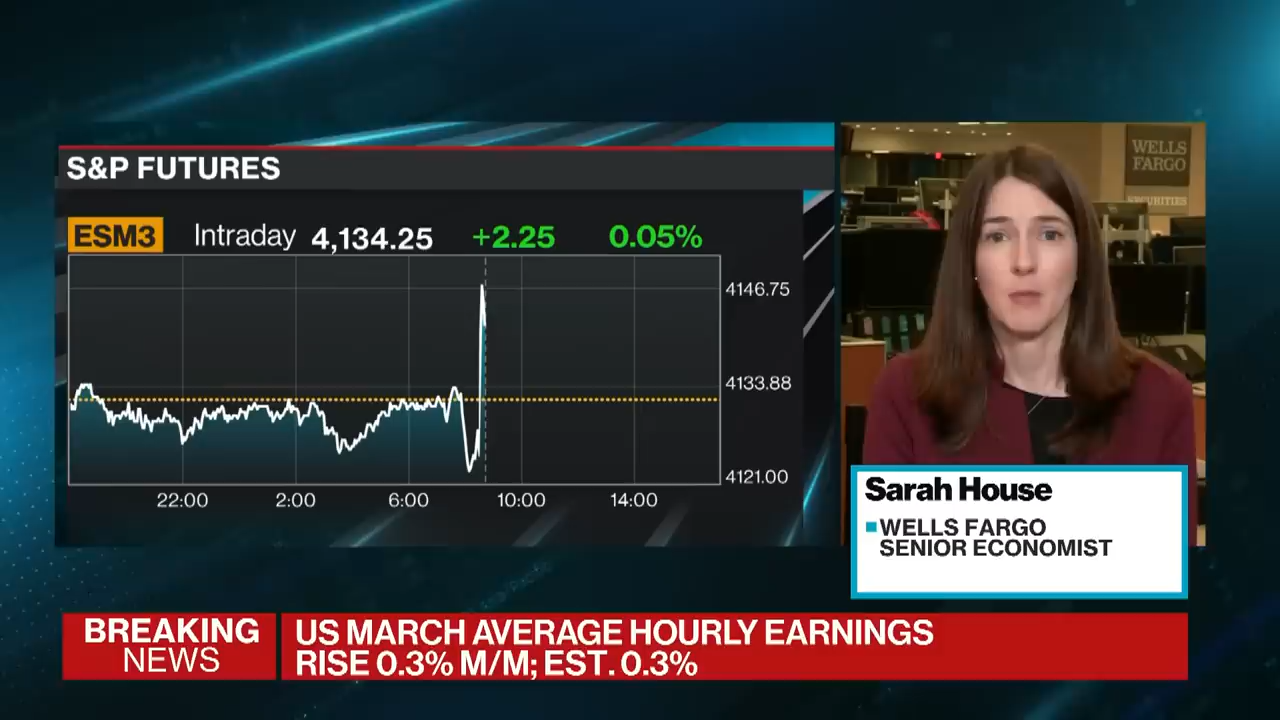 S&P FUTURES
ESM3 Intraday 4,134.25 +2.25 0.05%
4146.75
4133.88
4121.00
22:00 2:00 6:00 10:00 14:00
WELLS
FARGO
SECURITIES
Sarah House
WELLS FARGO
SENIOR ECONOMIST
BREAKING
NEWS
US MARCH AVERAGE HOURLY EARNINGS
RISE 0.3% M/M; EST. 0.3%